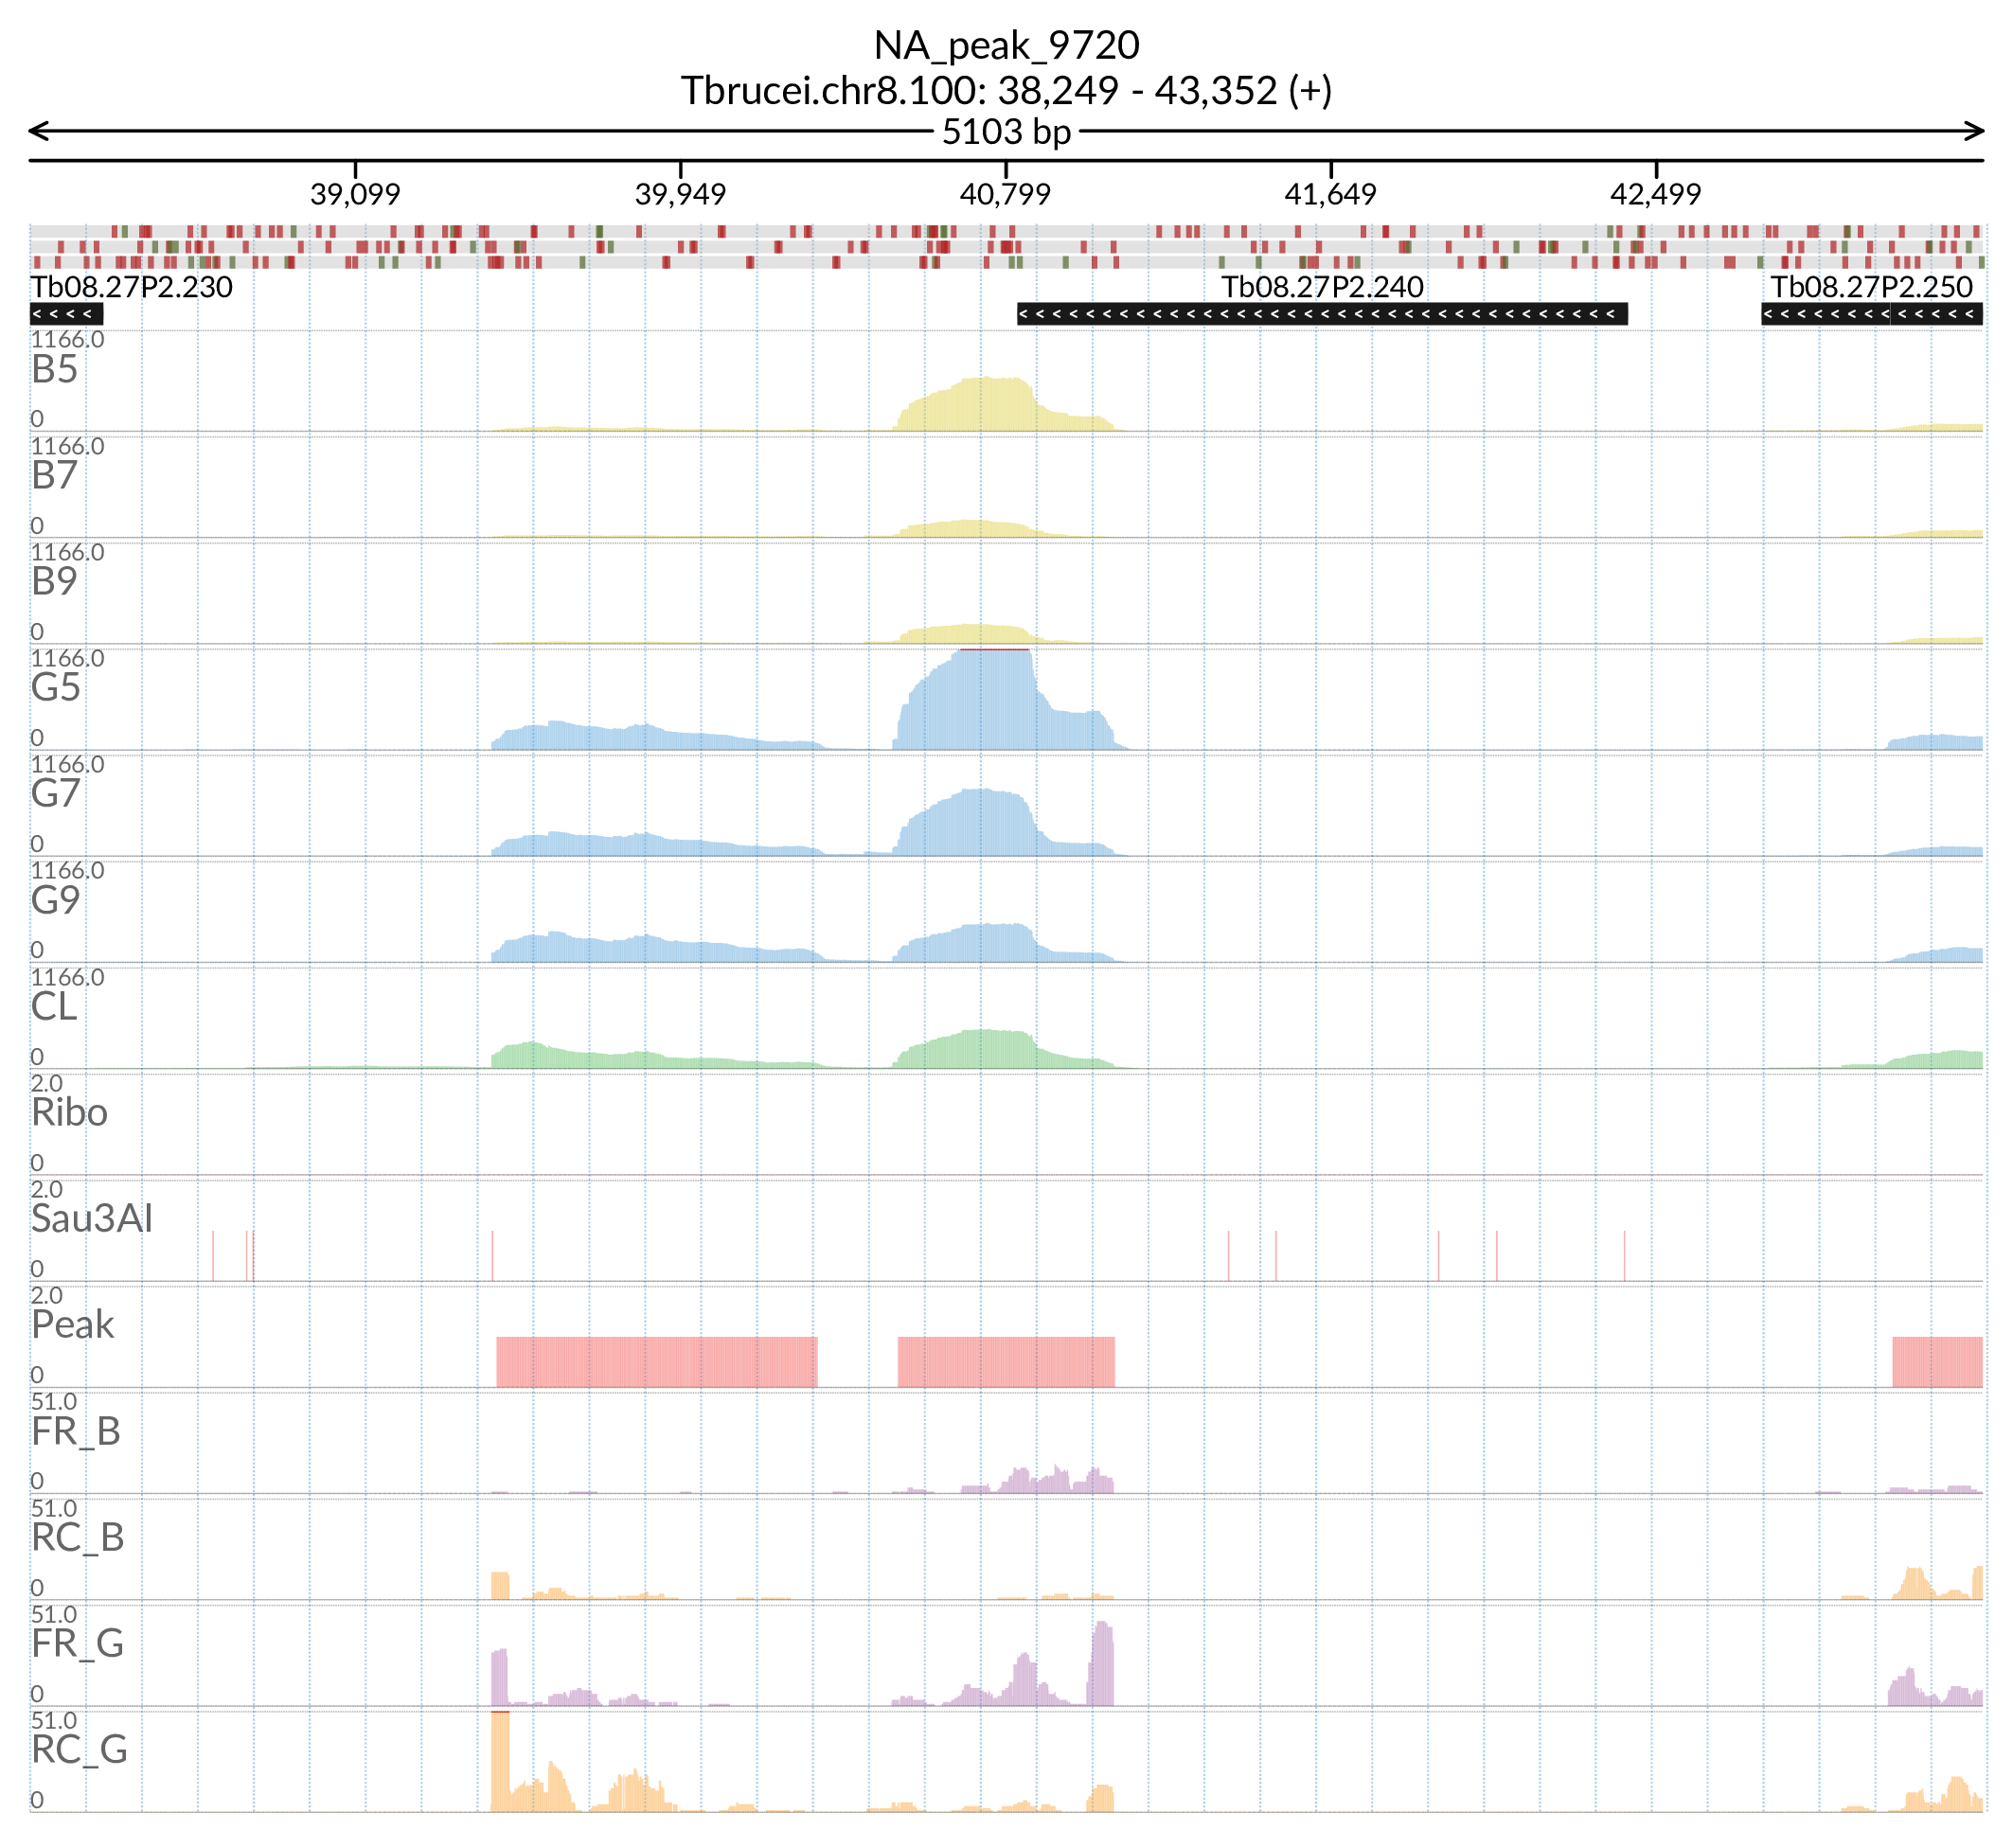 NA_peak_9720
Tbrucei.chr8.100: 38,249 - 43,352 (+)
5103 bp
39,099 39,949 40,799 41,649 42,499
Tb08.27P2.230 Tb08.27P2.240 Tb08.27P2.250
1166.0
B5
0
1166.0
B7
0
1166.0
B9
0
1166.0
G5
0
1166.0
G7
0
1166.0
G9
0
1166.0
CL
0
2.0
Ribo
0
2.0
Sau3AI
0
2.0
Peak
0
51.0
FR_B
0
51.0
RC_B
0
51.0
FR_G
0
51.0
RC_G
0